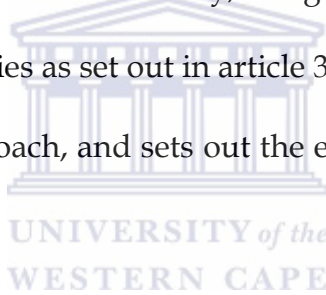 ies as set out in article 3
oach, and sets out the e
UNIVERSITY of the
WESTERN CAPE